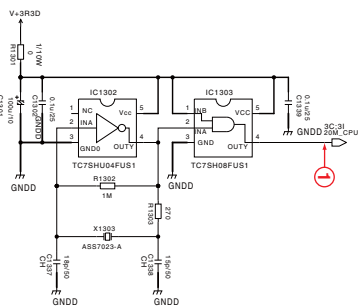 V+3R3D
R1301
1/10W
0
C1301
100u/10
C1302
0.1u/25
GNDD
IC1302
1 NC Vcc 5
2 INA
3 GND0 OUTY 4
TC7SHU04FUS1
IC1303
1 INB VCC 5
2 INA
3 GND OUTY 4
TC7SH08FUS1
C1339
0.1u25
GNDD
3C;3I
20M_CPU
1
GNDD
GNDD
R1302
1M
R1303
270
X1303
ASS7023-A
C1337
CH
18p/50
C1338
CH
15p/50
GNDD
GNDD